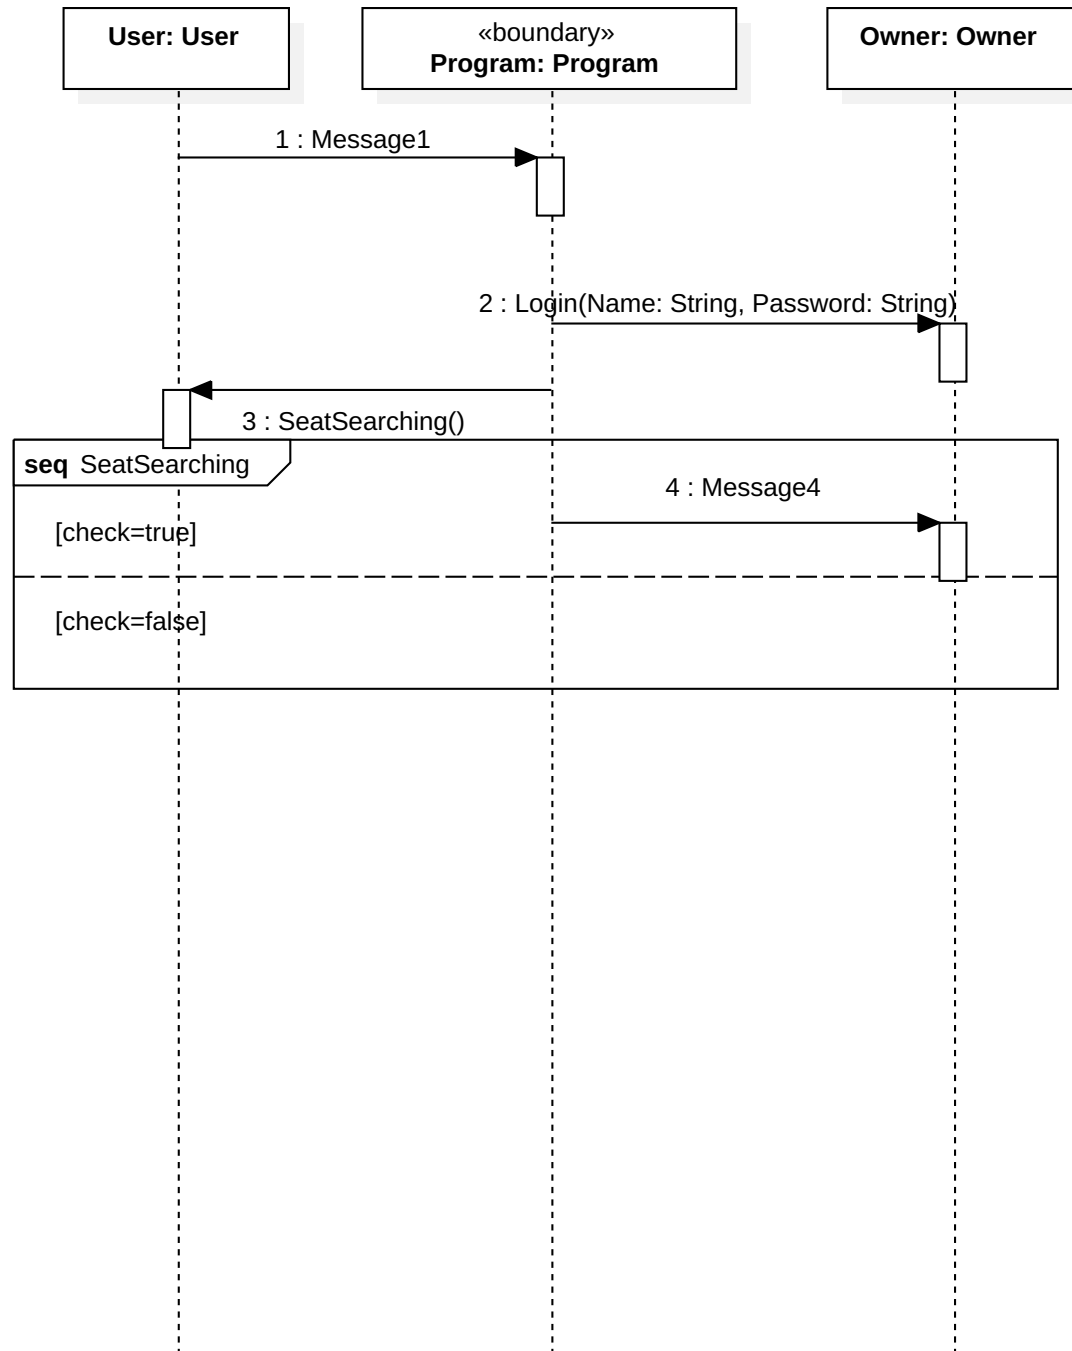 User: User
«boundary»
Program: Program
Owner: Owner
1 : Message1
2 : Login(Name: String, Password: String)
3 : SeatSearching()
seq SeatSearching
4 : Message4
[check=true]
[check=false]